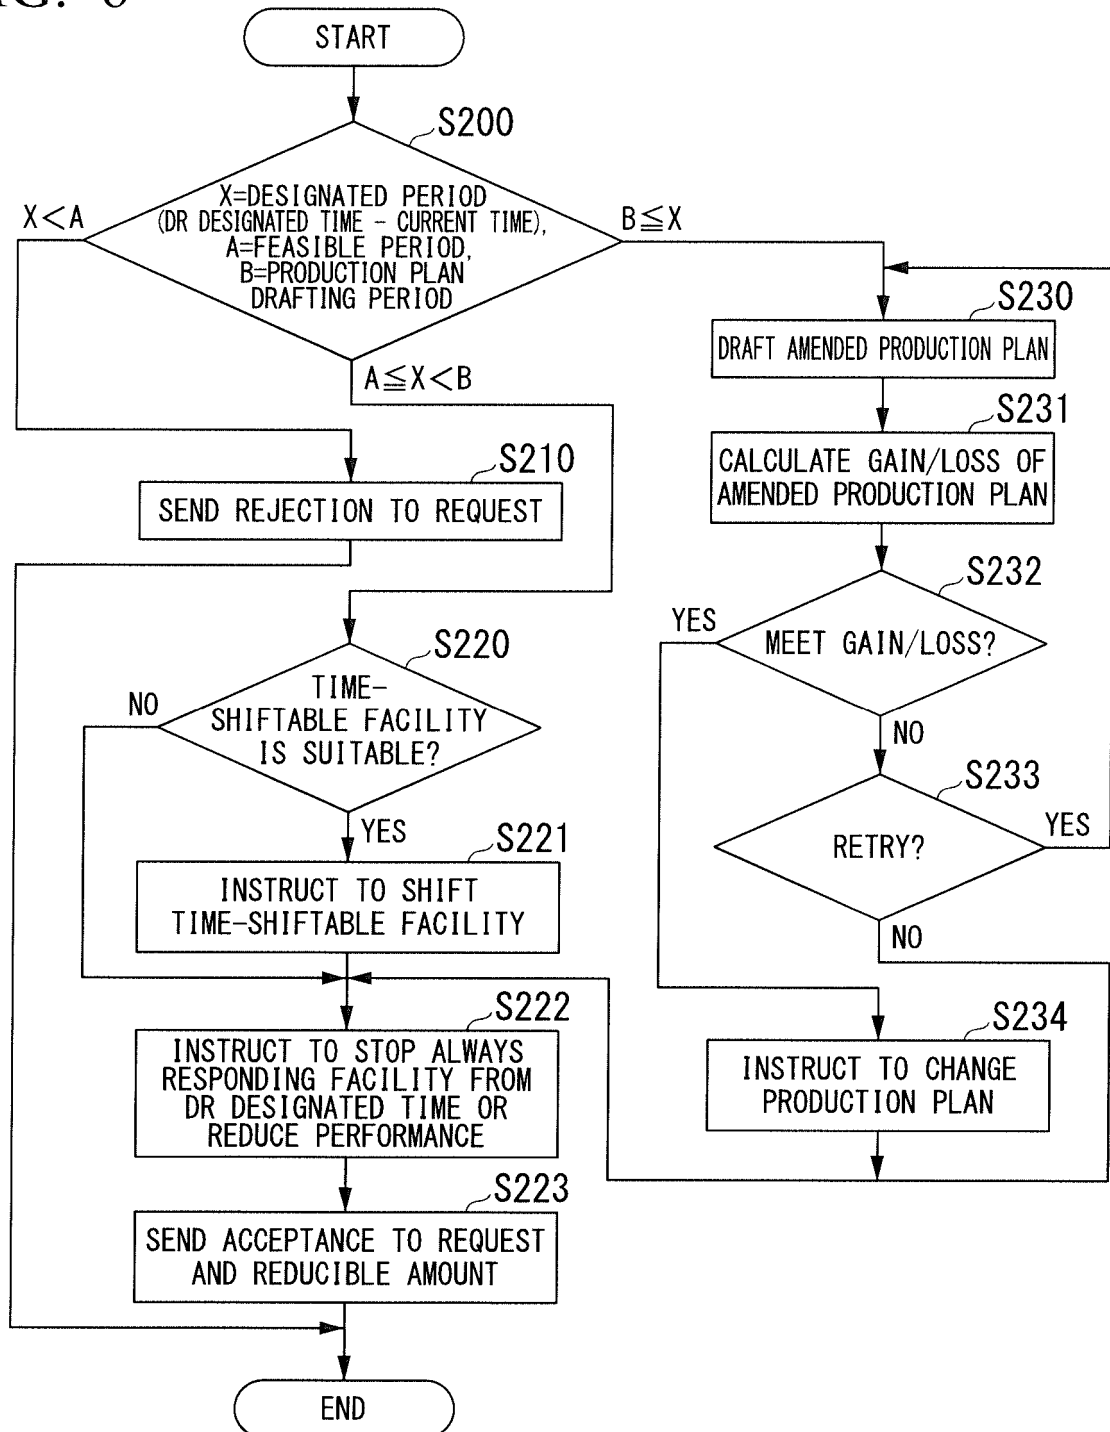 START
S200
X=DESIGNATED PERIOD
(DR DESIGNATED TIME - CURRENT TIME),
A=FEASIBLE PERIOD,
B=PRODUCTION PLAN
DRAFTING PERIOD
X<A
B≦X
A≦X<B
S210
SEND REJECTION TO REQUEST
S220
TIME-
SHIFTABLE FACILITY
IS SUITABLE?
NO
YES
S221
INSTRUCT TO SHIFT
TIME-SHIFTABLE FACILITY
S222
INSTRUCT TO STOP ALWAYS
RESPONDING FACILITY FROM
DR DESIGNATED TIME OR
REDUCE PERFORMANCE
S223
SEND ACCEPTANCE TO REQUEST
AND REDUCIBLE AMOUNT
END
S230
DRAFT AMENDED PRODUCTION PLAN
S231
CALCULATE GAIN/LOSS OF
AMENDED PRODUCTION PLAN
S232
MEET GAIN/LOSS?
YES
NO
S233
RETRY?
YES
NO
S234
INSTRUCT TO CHANGE
PRODUCTION PLAN